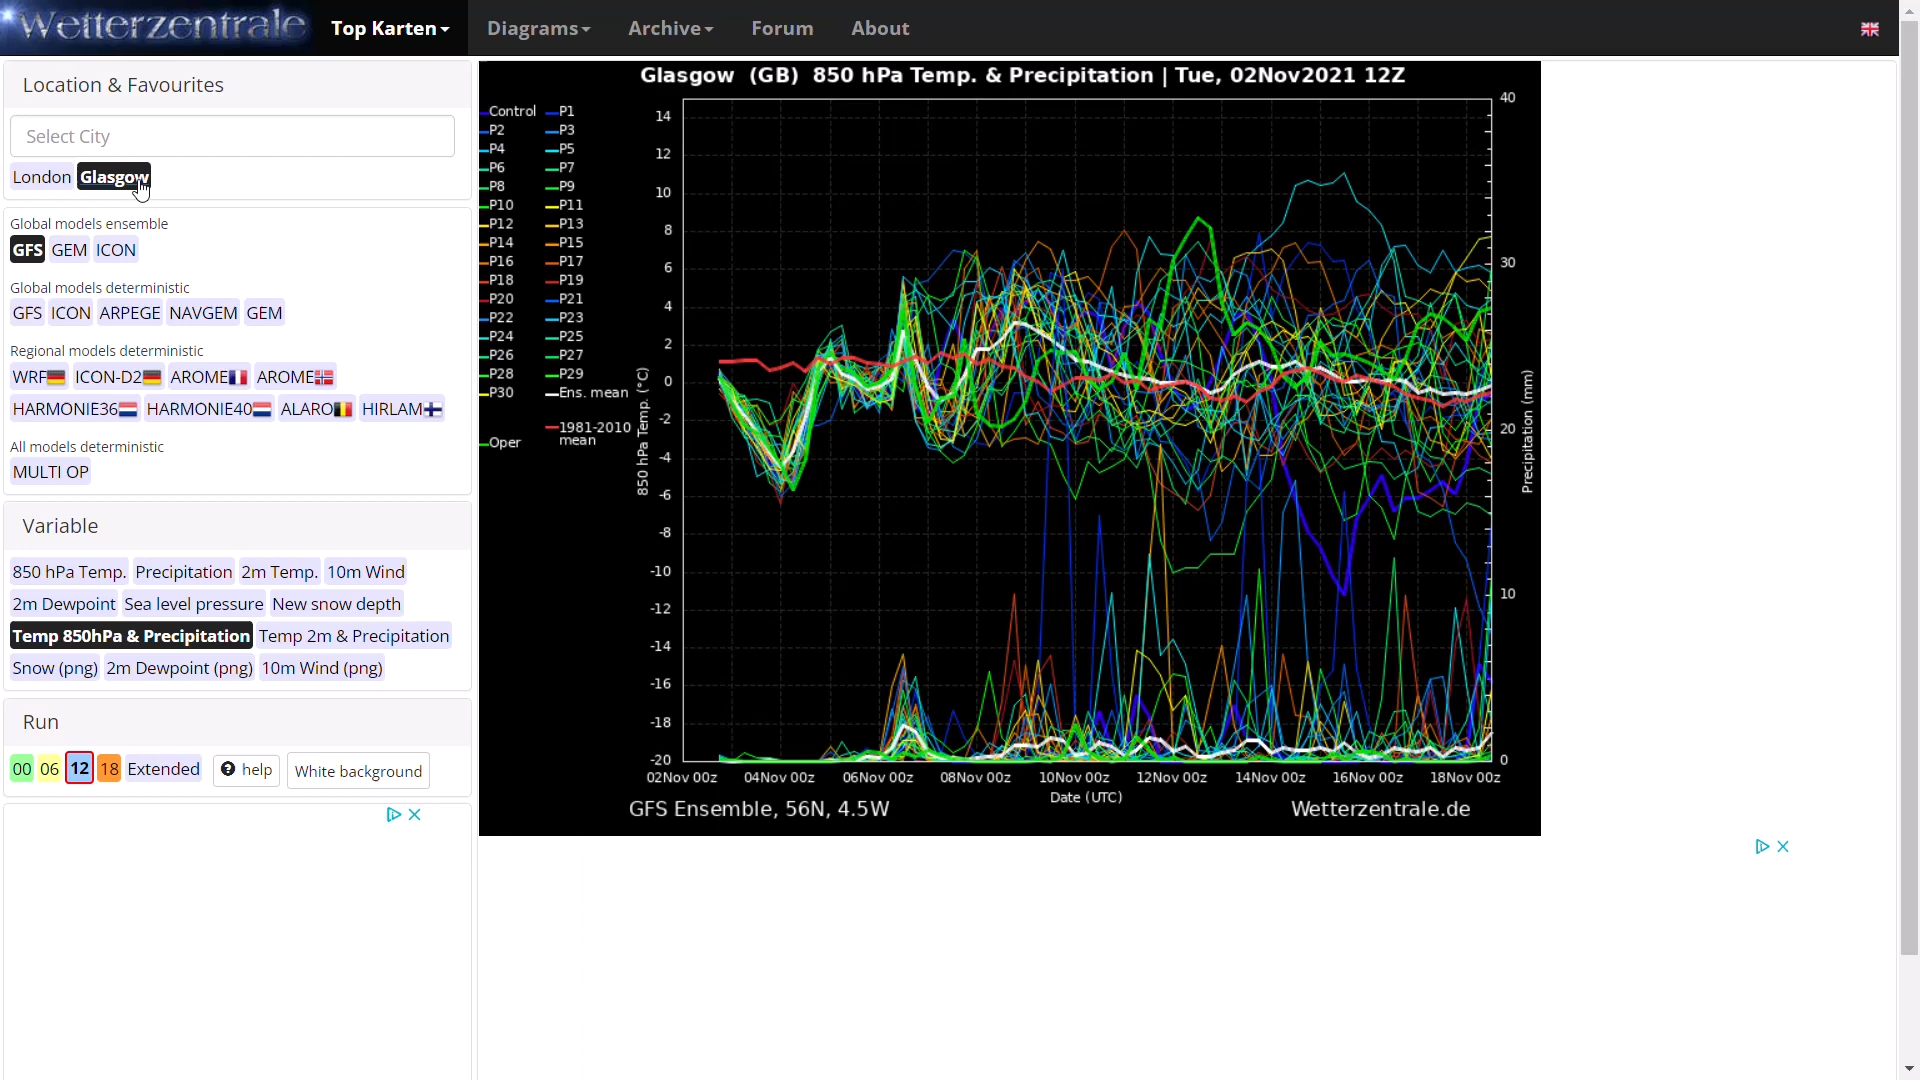 Wetterzentrale
Top Karten
Diagrams
Archive
Forum
About
Location & Favourites
Select City
London Glasgow
Global models ensemble
GFS GEM ICON
Global models deterministic
GFS ICON ARPEGE NAVGEM GEM
Regional models deterministic
WRF ICON-D2 AROME AROME
HARMONIE36 HARMONIE40 ALARO HIRLAM
All models deterministic
MULTI OP
Variable
850 hPa Temp. Precipitation 2m Temp. 10m Wind
2m Dewpoint Sea level pressure New snow depth
Temp 850hPa & Precipitation Temp 2m & Precipitation
Snow (png) 2m Dewpoint (png) 10m Wind (png)
Run
00 06 12 18 Extended help White background
Glasgow (GB) 850 hPa Temp. & Precipitation | Tue, 02Nov2021 12Z
Control P1
P2 P3
P4 P5
P6 P7
P8 P9
P10 P11
P12 P13
P14 P15
P16 P17
P18 P19
P20 P21
P22 P23
P24 P25
P26 P27
P28 P29
P30 Ens. mean
1981-2010
mean
Oper
850 hPa Temp. (°C)
14
12
10
8
6
4
2
0
-2
-4
-6
-8
-10
-12
-14
-16
-18
-20
40
30
20
10
0
Precipitation (mm)
02Nov 00z 04Nov 00z 06Nov 00z 08Nov 00z 10Nov 00z 12Nov 00z 14Nov 00z 16Nov 00z 18Nov 00z
Date (UTC)
GFS Ensemble, 56N, 4.5W
Wetterzentrale.de